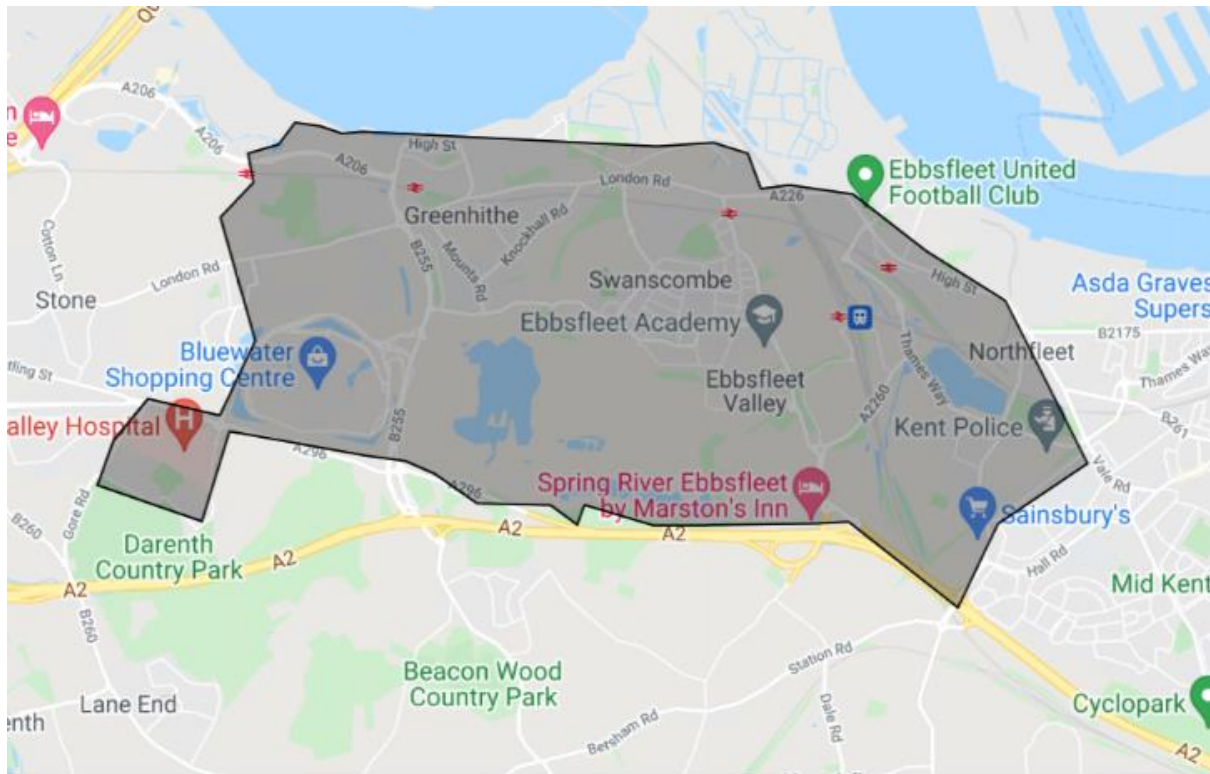 A206
A206
A206
High St
Ebbsfleet United
Football Club
London Rd
A226
Greenhithe
Knockhall Rd
Cotton Ln
B255
Mounts Rd
London Rd
Stone
Swanscombe
High St
Asda Graves
Supers
Ebbsfleet Academy
B2175
Bluewater
Shopping Centre
Thames Way
Northfleet
Thames Way
tling St
Ebbsfleet
Valley
A2260
B255
alley Hospital
H
Kent Police
B261
A296
A296
Spring River Ebbsfleet
by Marston's Inn
Vale Rd
Gore Rd
B260
Sainsbury's
A2
A2
Darenth
Country Park
Hall Rd
A2
Mid Kent
B260
Station Rd
Beacon Wood
Country Park
Lane End
Cyclopark
enth
Dale Rd
A2